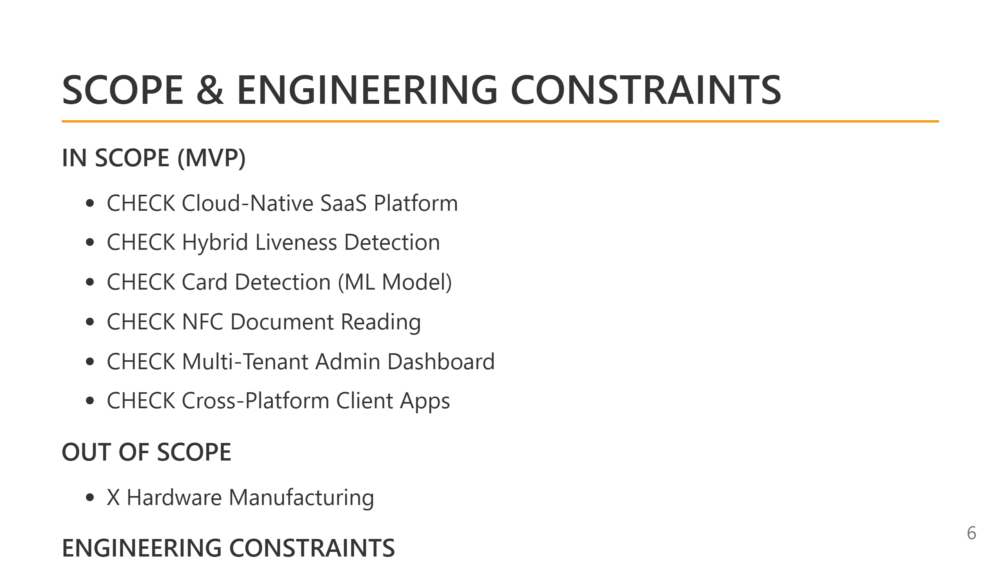 SCOPE & ENGINEERING CONSTRAINTS
IN SCOPE (MVP)
• CHECK Cloud-Native SaaS Platform
• CHECK Hybrid Liveness Detection
• CHECK Card Detection (ML Model)
• CHECK NFC Document Reading
• CHECK Multi-Tenant Admin Dashboard
• CHECK Cross-Platform Client Apps
OUT OF SCOPE
• X Hardware Manufacturing
ENGINEERING CONSTRAINTS
6